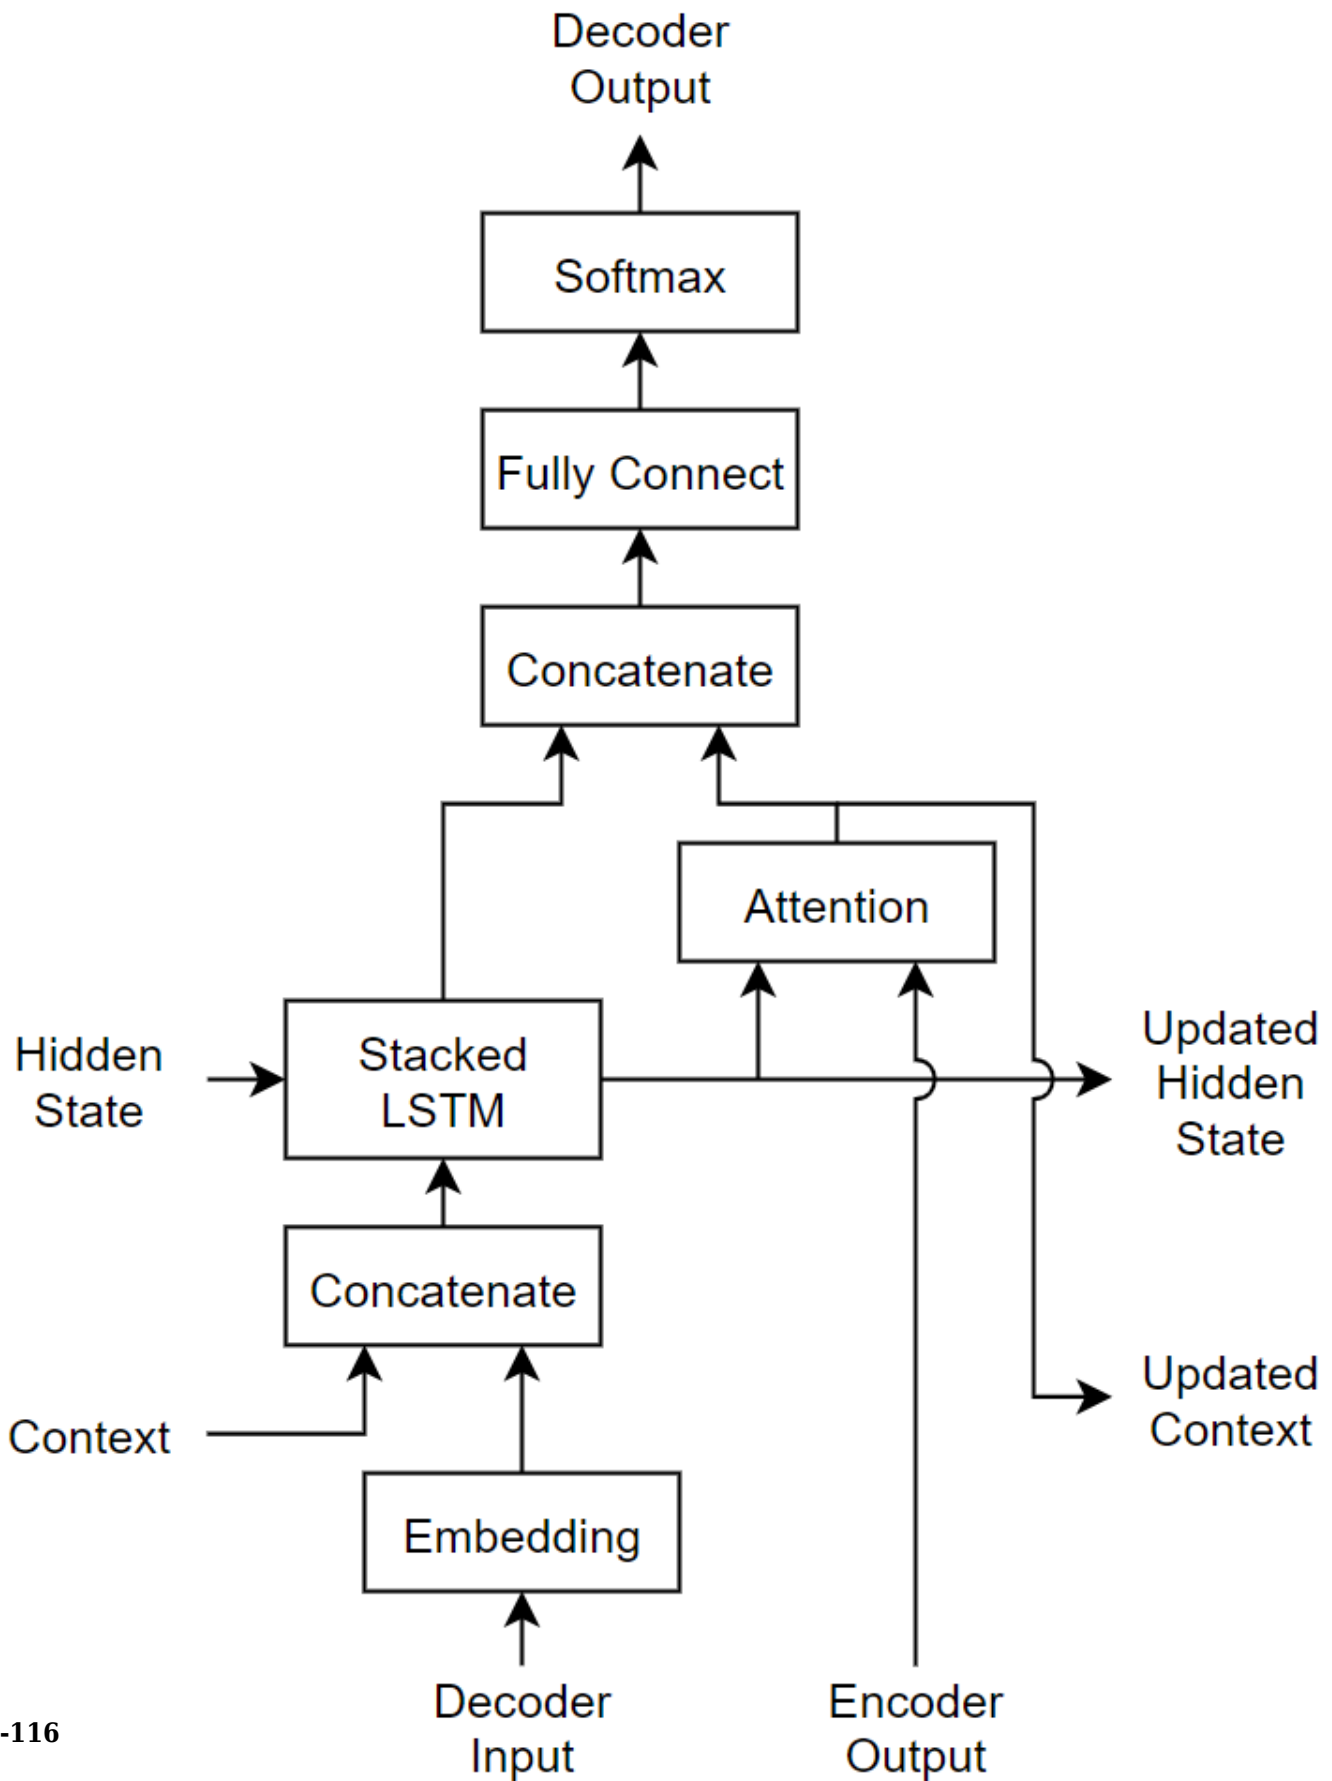 Decoder
Output
Softmax
Fully Connect
Concatenate
Attention
Hidden
State
Stacked
LSTM
Updated
Hidden
State
Concatenate
Context
Updated
Context
Embedding
Decoder
Input
Encoder
Output
-116